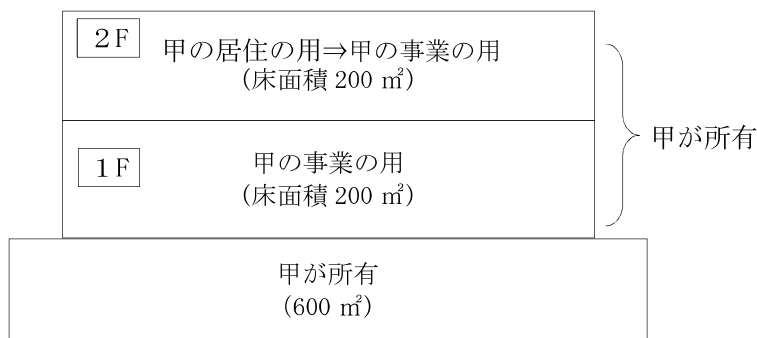 ２Ｆ
甲の居住の用⇒甲の事業の用
（床面積 200 ㎡）
１Ｆ
甲の事業の用
（床面積 200 ㎡）
甲が所有
甲が所有
（600 ㎡）